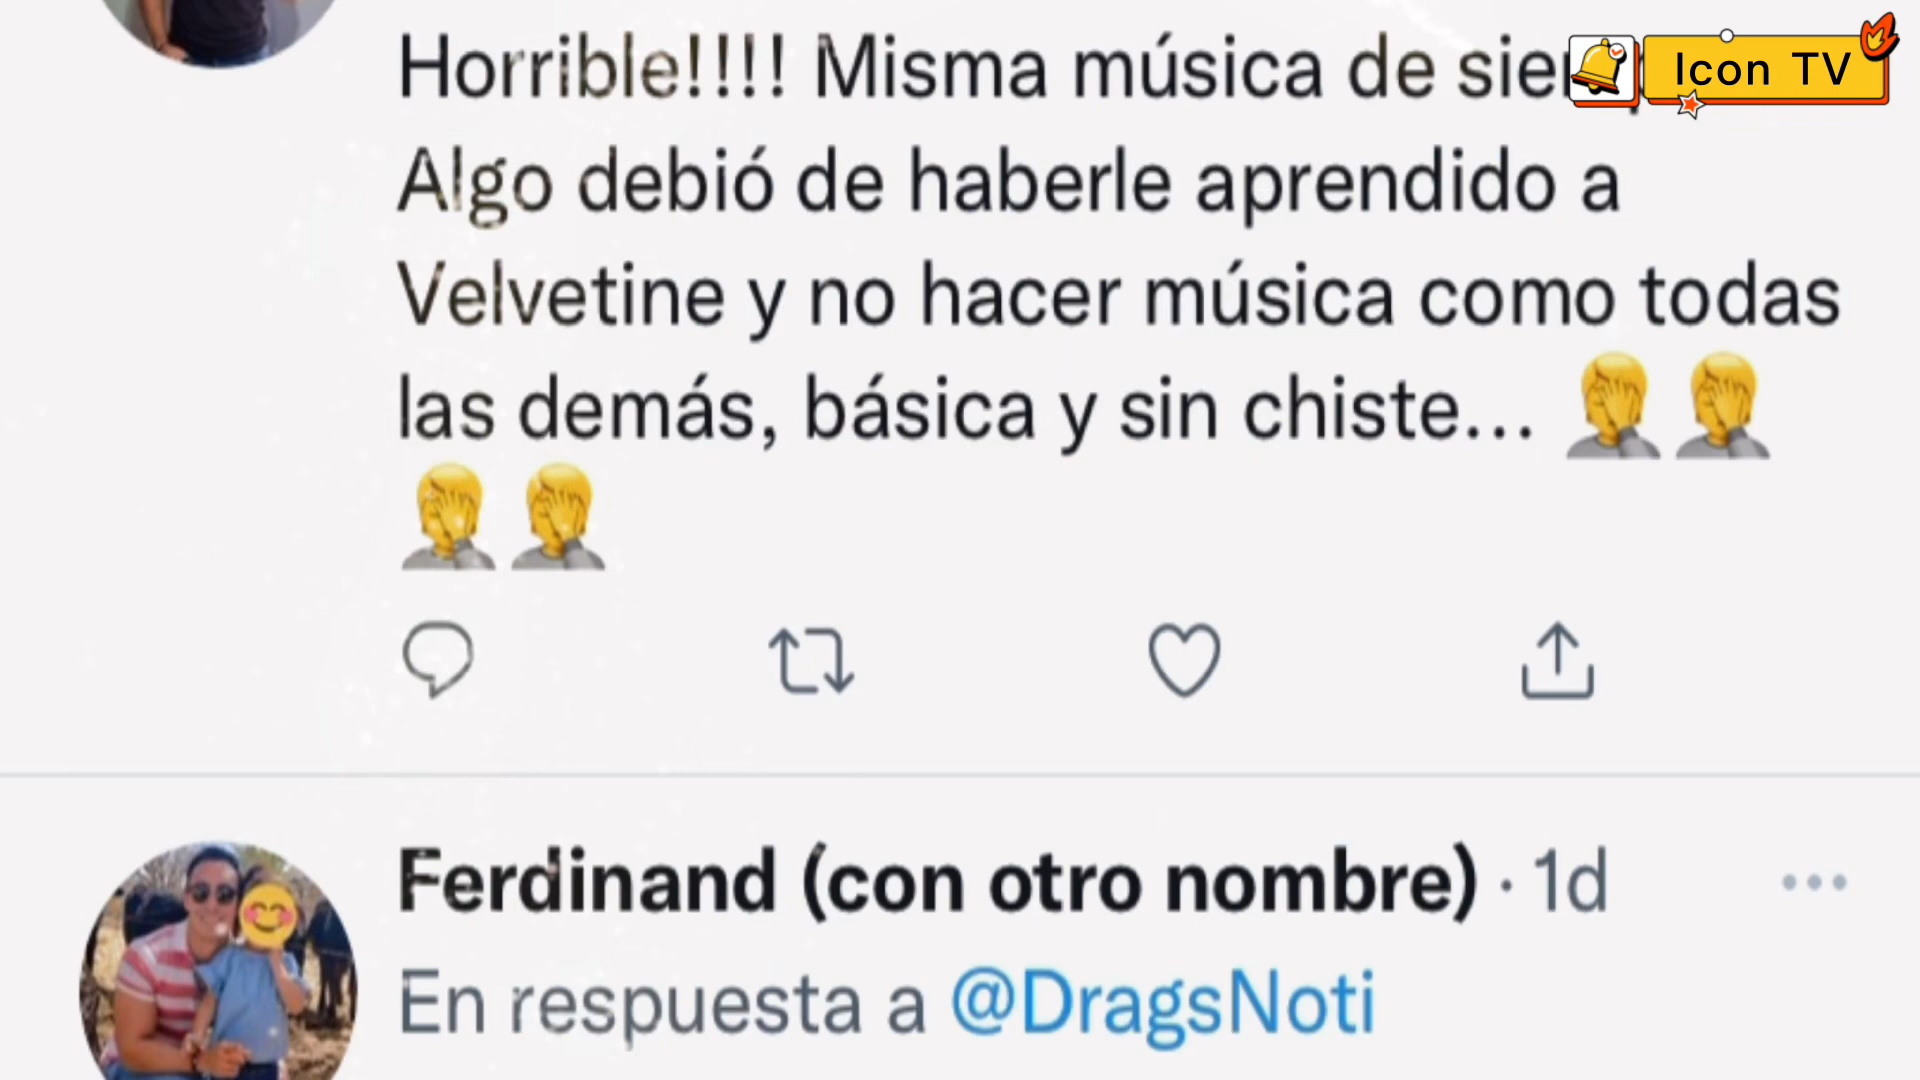 Horrible!!!! Misma música de
Icon TV
Algo debió de haberle aprendido a
Velvetine y no hacer música como todas
las demás, básica y sin chiste... 🤦🤦
🤦🤦
Ferdinand (con otro nombre) · 1d
En respuesta a @DragsNoti